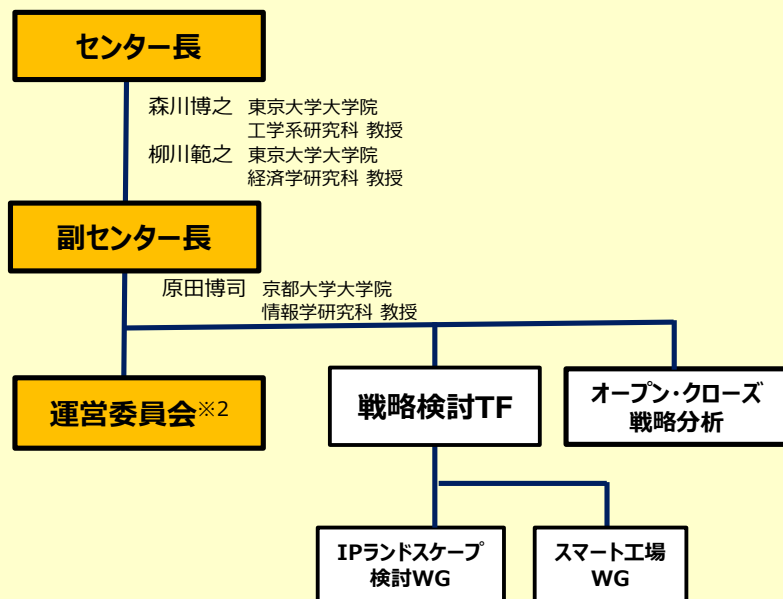 センター長
森川博之 東京大学大学院
工学系研究科 教授
柳川範之 東京大学大学院
経済学研究科 教授
副センター長
原田博司 京都大学大学院
情報学研究科 教授
運営委員会※2
戦略検討TF
オープン・クローズ
戦略分析
IPランドスケープ
検討WG
スマート工場
WG